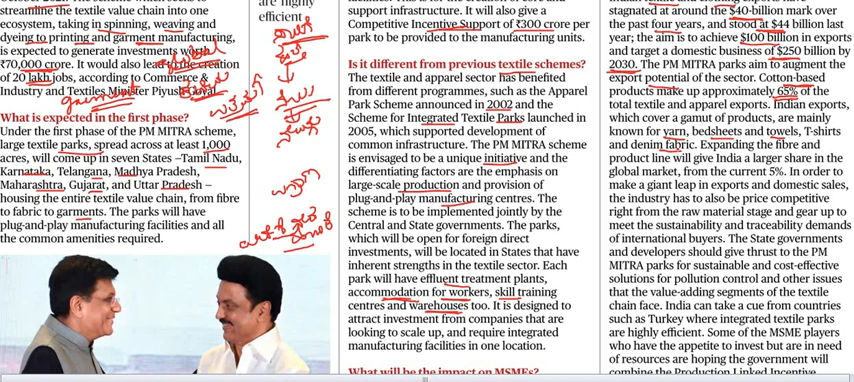 streamline the textile value chain into one
ecosystem, taking in spinning, weaving and
dyeing to printing and garment manufacturing,
is expected to generate investments worth
₹70,000 crore. It would also lead to the creation
of 20 lakh jobs, according to Commerce &
Industry and Textiles Minister Piyush Goyal.
What is expected in the first phase?
Under the first phase of the PM MITRA scheme,
large textile parks, spread across at least 1,000
acres, will come up in seven States —Tamil Nadu,
Karnataka, Telangana, Madhya Pradesh,
Maharashtra, Gujarat, and Uttar Pradesh —
housing the entire textile value chain, from fibre
to fabric to garments. The parks will have
plug-and-play manufacturing facilities and all
the common amenities required.
are highly
efficient
garment
support infrastructure. It will also give a
Competitive Incentive Support of ₹300 crore per
park to be provided to the manufacturing units.
Is it different from previous textile schemes?
The textile and apparel sector has benefited
from different programmes, such as the Apparel
Park Scheme announced in 2002 and the
Scheme for Integrated Textile Parks launched in
2005, which supported development of
common infrastructure. The PM MITRA scheme
is envisaged to be a unique initiative and the
differentiating factors are the emphasis on
large-scale production and provision of
plug-and-play manufacturing centres. The
scheme is to be implemented jointly by the
Central and State governments. The parks,
which will be open for foreign direct
investments, will be located in States that have
inherent strengths in the textile sector. Each
park will have effluent treatment plants,
accommodation for workers, skill training
centres and warehouses too. It is designed to
attract investment from companies that are
looking to scale up, and require integrated
manufacturing facilities in one location.
What will be the impact on MSMEs?
stagnated at around the $40-billion mark over
the past four years, and stood at $44 billion last
year; the aim is to achieve $100 billion in exports
and target a domestic business of $250 billion by
2030. The PM MITRA parks aim to augment the
export potential of the sector. Cotton-based
products make up approximately 65% of the
total textile and apparel exports. Indian exports,
which cover a gamut of products, are mainly
known for yarn, bedsheets and towels, T-shirts
and denim fabric. Expanding the fibre and
product line will give India a larger share in the
global market, from the current 5%. In order to
make a giant leap in exports and domestic sales,
the industry has to also be price competitive
right from the raw material stage and gear up to
meet the sustainability and traceability demands
of international buyers. The State governments
and developers should give thrust to the PM
MITRA parks for sustainable and cost-effective
solutions for pollution control and other issues
that the value-adding segments of the textile
chain face. India can take a cue from countries
such as Turkey where integrated textile parks
are highly efficient. Some of the MSME players
who have the appetite to invest but are in need
of resources are hoping the government will
combine the Production Linked Incentive